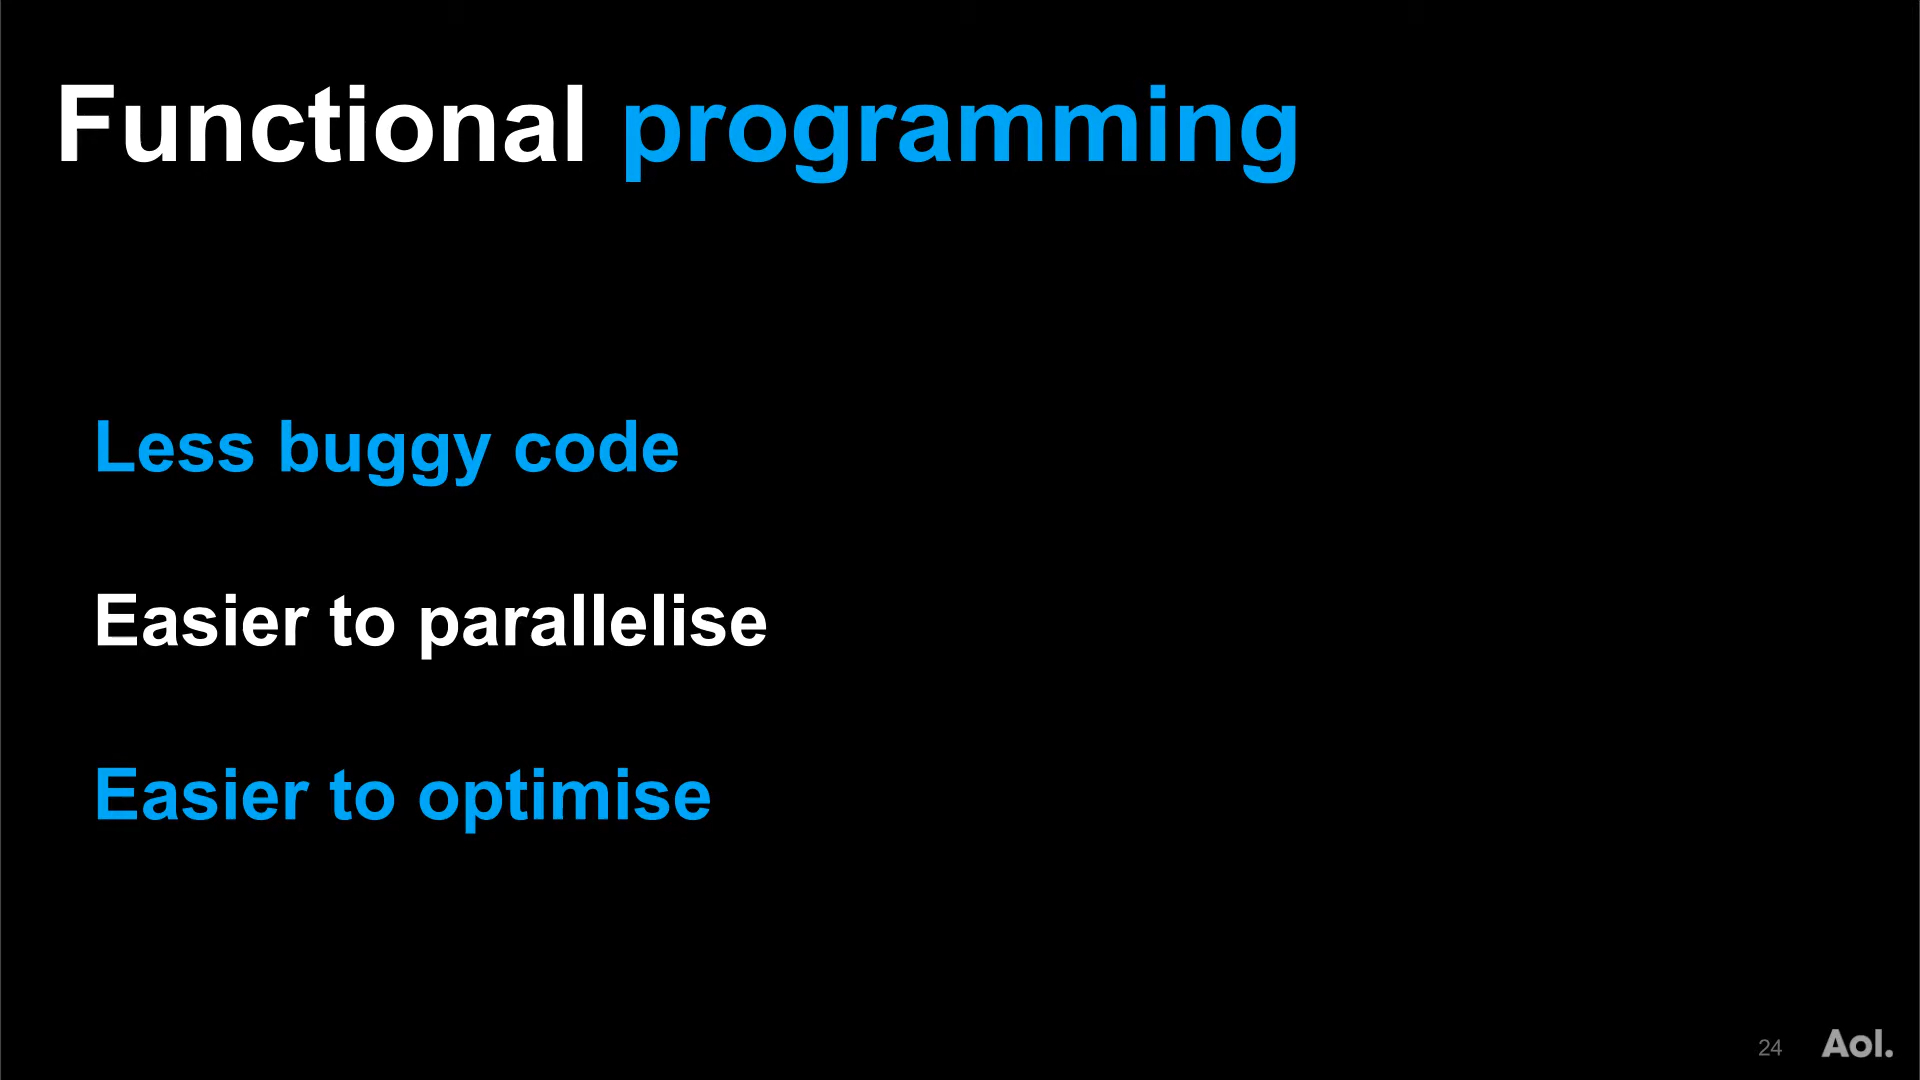 Functional programming
Less buggy code
Easier to parallelise
Easier to optimise
24 Aol.